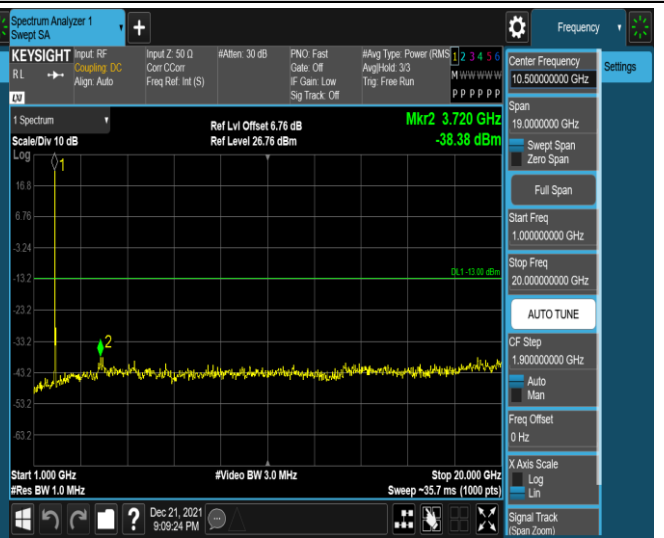 Spectrum Analyzer 1
Swept SA
+
Frequency
KEYSIGHT
RL
LXI
Input: RF
Coupling: DC
Align: Auto
Input Z: 50 Ω
Corr CCorr
Freq Ref: Int (S)
#Atten: 30 dB
PNO: Fast
Gate: Off
IF Gain: Low
Sig Track: Off
#Avg Type: Power (RMS
Avg|Hold: 3/3
Trig: Free Run
1 2 3 4 5 6
M W W W W W
P P P P P P
1 Spectrum
Scale/Div 10 dB
Log
Ref Lvl Offset 6.76 dB
Ref Level 26.76 dBm
Mkr2 3.720 GHz
-38.38 dBm
1
16.8
6.76
-3.24
-13.2
DL1 -13.00 dBm
-23.2
-33.2
2
-43.2
-53.2
-63.2
Start 1.000 GHz
#Res BW 1.0 MHz
#Video BW 3.0 MHz
Stop 20.000 GHz
Sweep ~35.7 ms (1000 pts)
?
Dec 21, 2021
9:09:24 PM
Center Frequency
10.500000000 GHz
Settings
Span
19.0000000 GHz
Swept Span
Zero Span
Full Span
Start Freq
1.000000000 GHz
Stop Freq
20.000000000 GHz
AUTO TUNE
CF Step
1.900000000 GHz
Auto
Man
Freq Offset
0 Hz
X Axis Scale
Log
Lin
Signal Track
(Span Zoom)